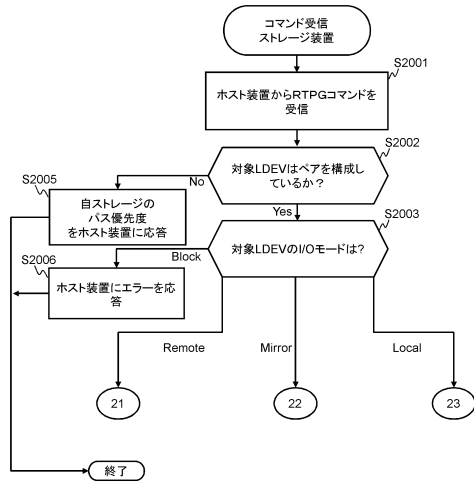 コマンド受信
ストレージ装置
S2001
ホスト装置からRTPGコマンドを
受信
S2002
対象LDEVはペアを構成し
ているか？
No
S2005
自ストレージの
パス優先度
をホスト装置に応答
Yes
S2003
対象LDEVのI/Oモードは?
Block
S2006
ホスト装置にエラーを応
答
Remote
Mirror
Local
21
22
23
終了